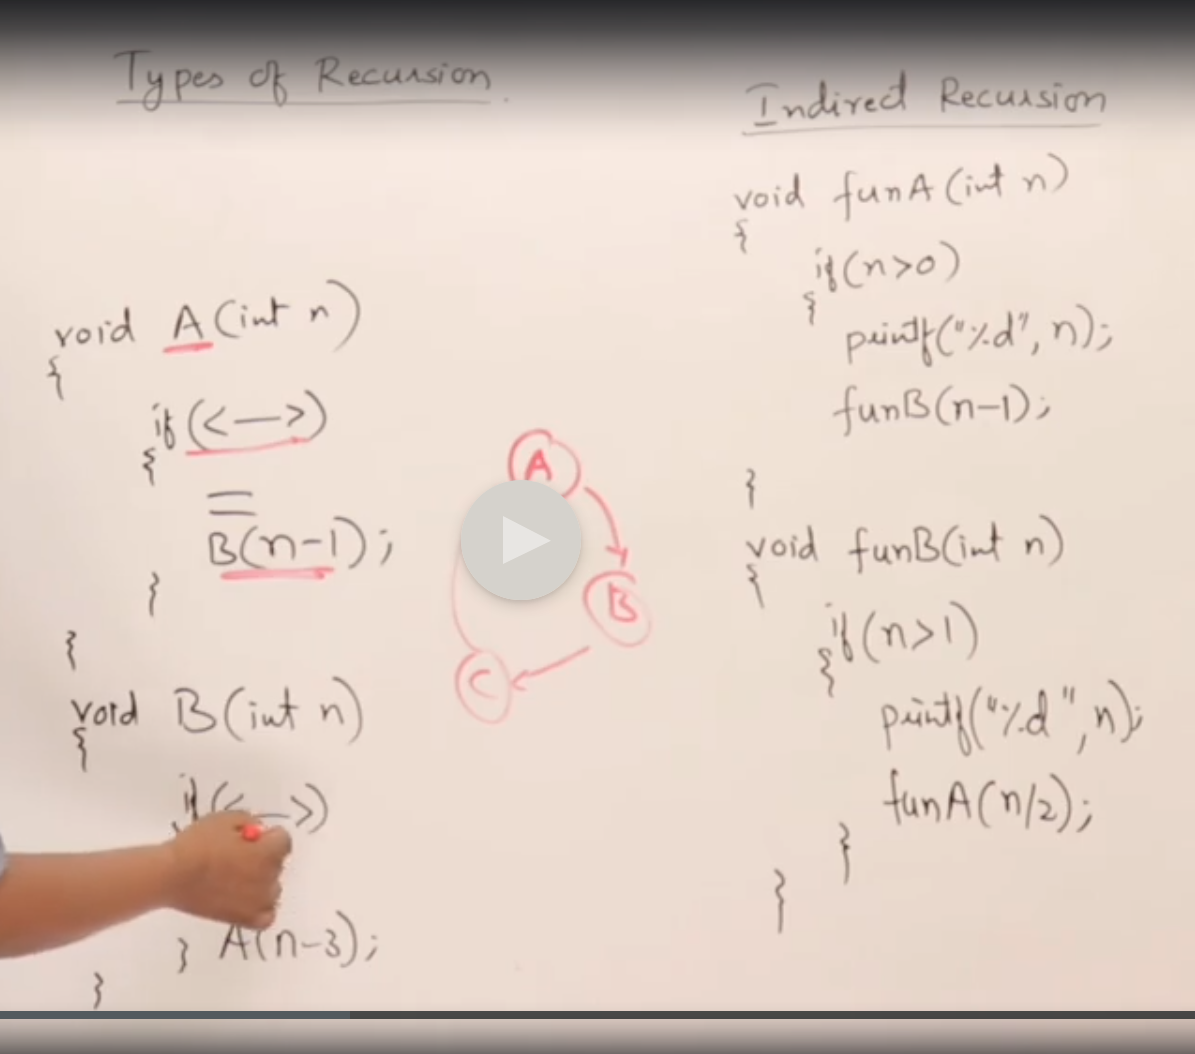 Types of Recursion.
void A(int n)
{
if(<—>)
{
=
B(n-1);
}
}
void B(int n)
{
if(<—>)
} A(n-3);
}
A
B
C
Indirect Recursion
void funA(int n)
{
if(n>0)
{
printf("%d", n);
funB(n-1);
}
void funB(int n)
{
if(n>1)
{
printf("%d", n);
funA(n/2);
}
}